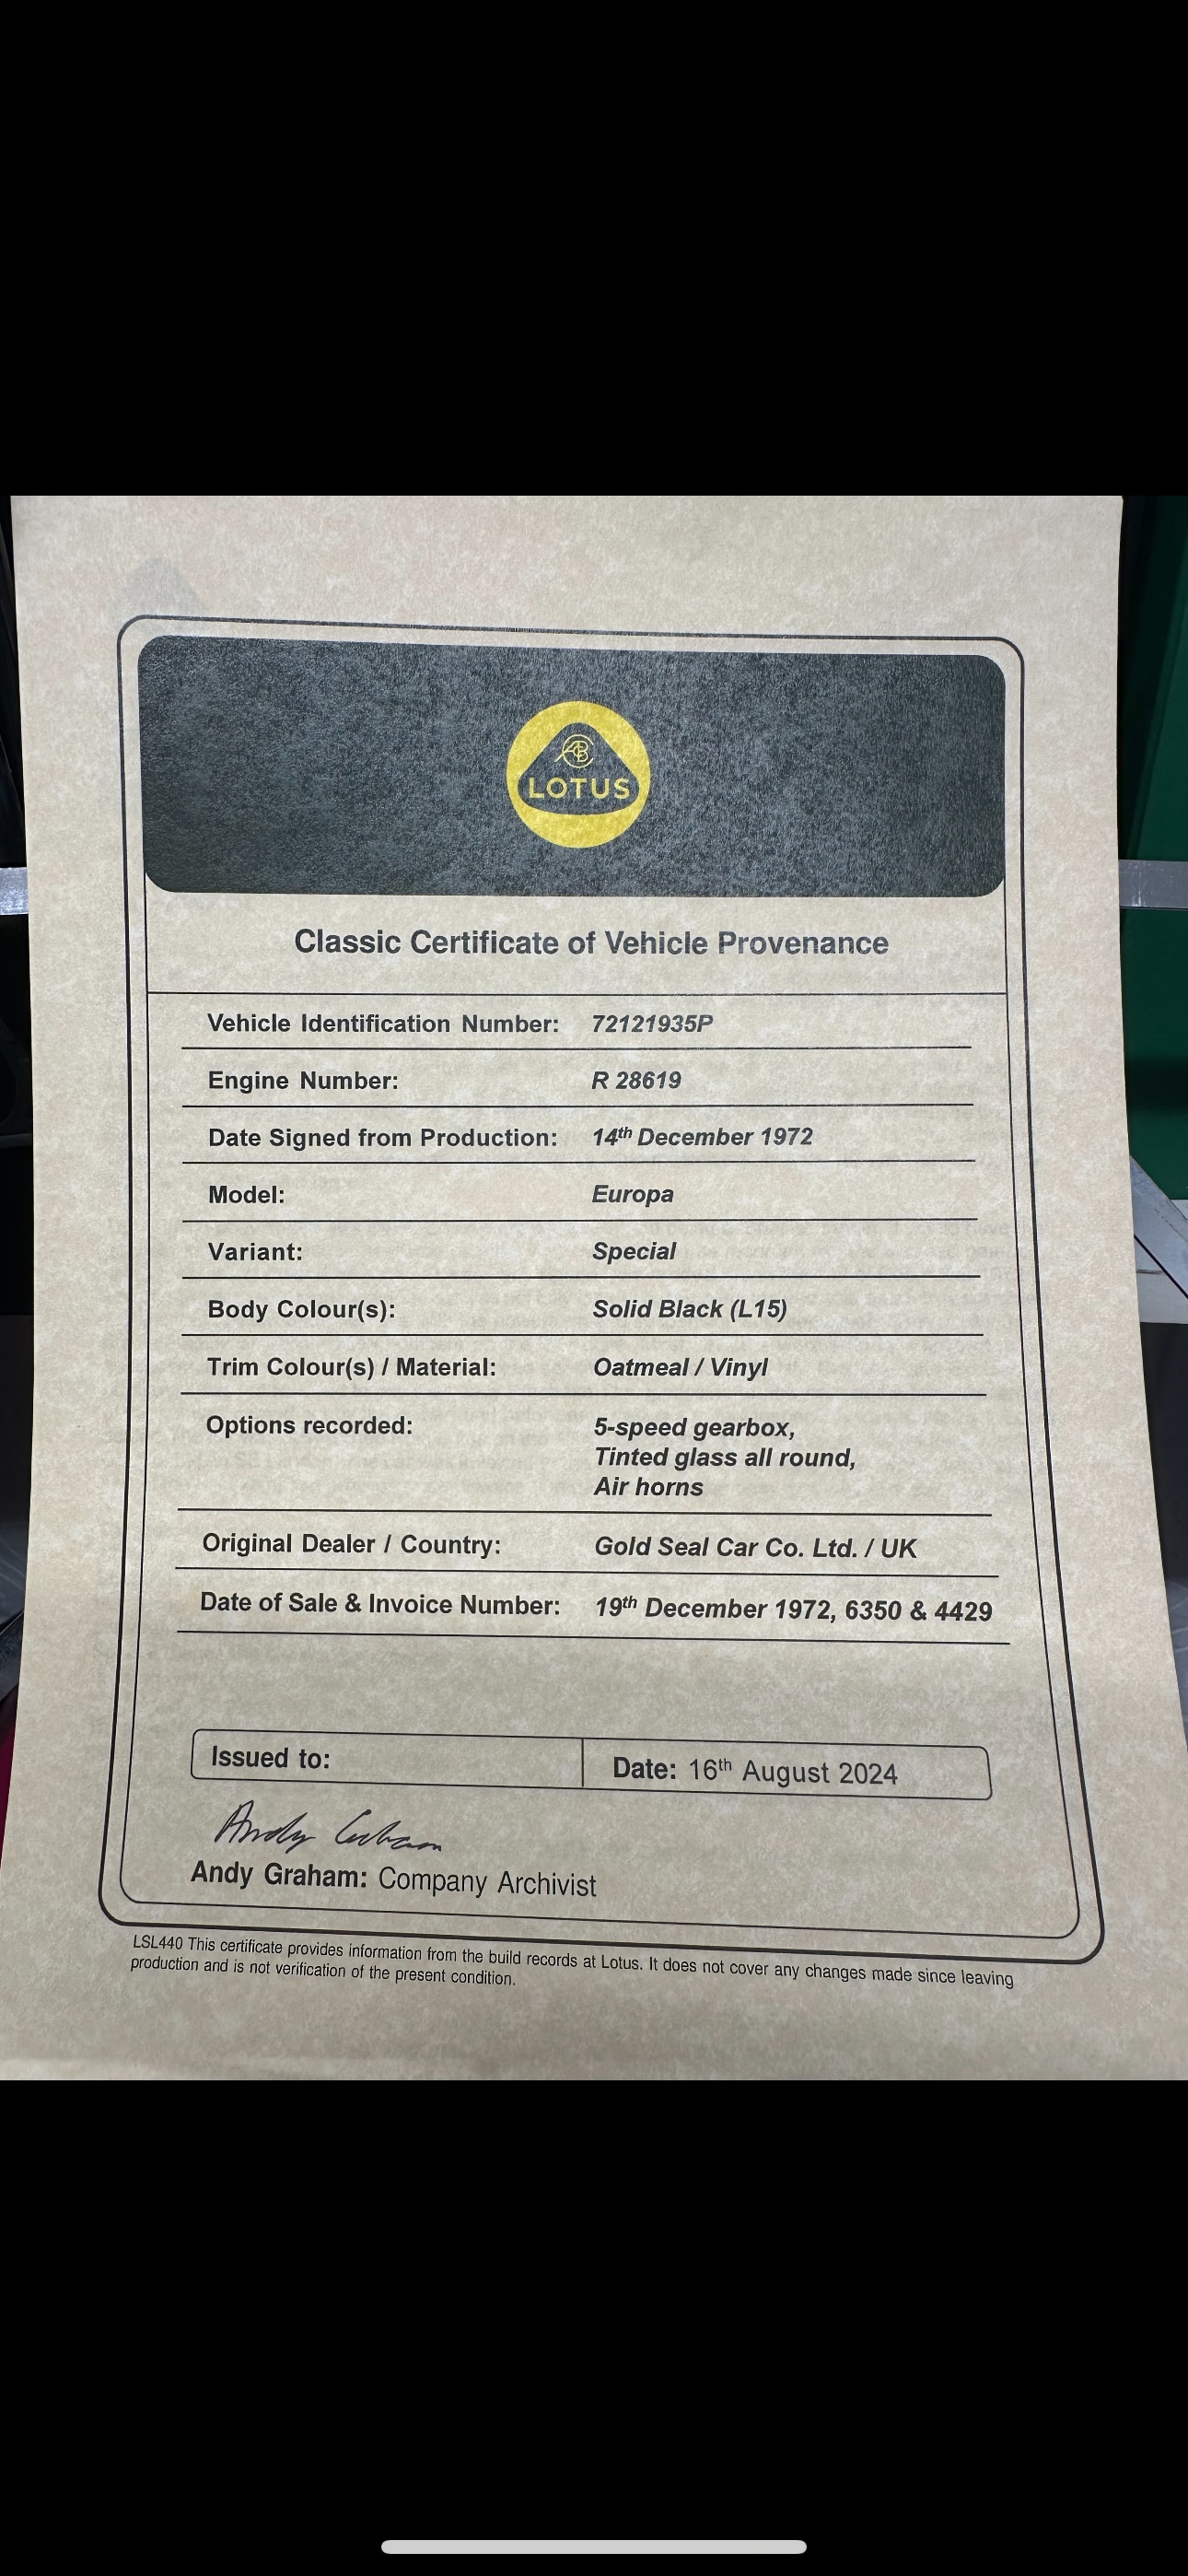 LOTUS
Classic Certificate of Vehicle Provenance
Vehicle Identification Number: 72121935P
Engine Number: R 28619
Date Signed from Production: 14th December 1972
Model: Europa
Variant: Special
Body Colour(s): Solid Black (L15)
Trim Colour(s) / Material: Oatmeal / Vinyl
Options recorded: 5-speed gearbox,
Tinted glass all round,
Air horns
Original Dealer / Country: Gold Seal Car Co. Ltd. / UK
Date of Sale & Invoice Number: 19th December 1972, 6350 & 4429
Issued to: Date: 16th August 2024
Andy Graham
Andy Graham: Company Archivist
LSL440 This certificate provides information from the build records at Lotus. It does not cover any changes made since leaving
production and is not verification of the present condition.